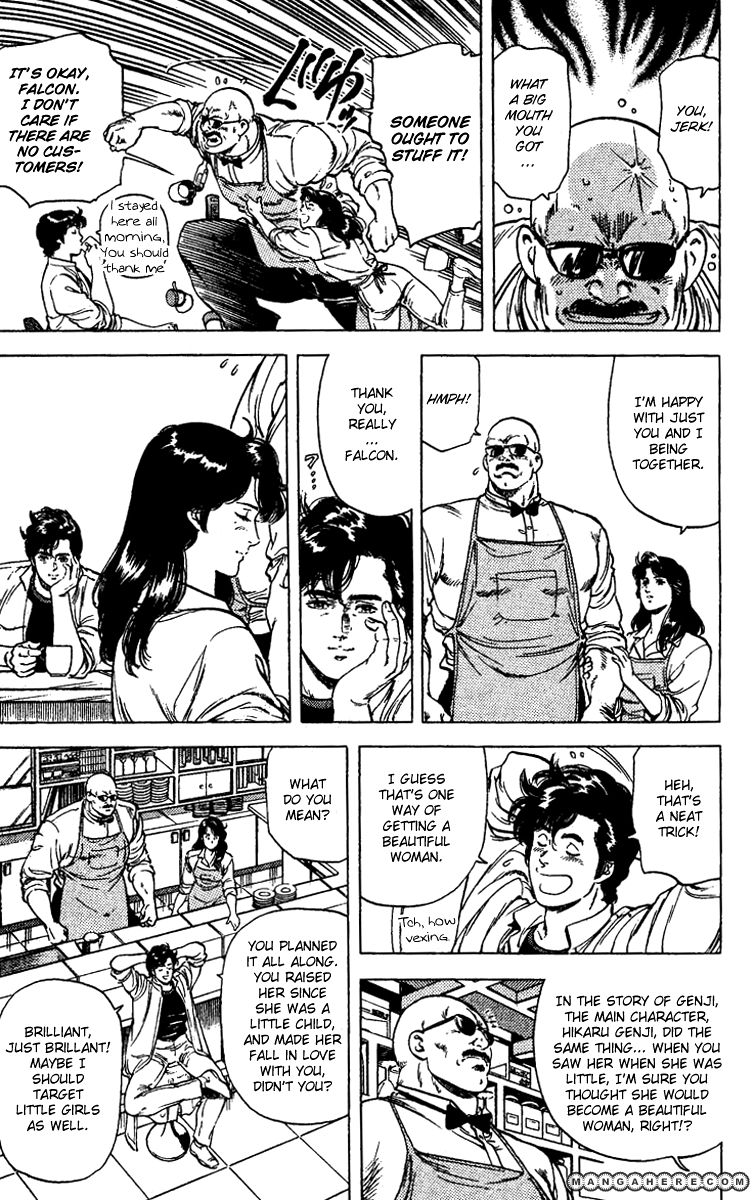 YOU,
JERK!
WHAT
A BIG
MOUTH YOU
GOT
...
SOMEONE
OUGHT TO
STUFF IT!
IT'S OKAY,
FALCON.
I DON'T
CARE IF
THERE ARE
NO CUS-
TOMERS!
I stayed
here all
morning,
you should
thank me
I'M HAPPY
WITH JUST
YOU AND I
BEING
TOGETHER.
HMPH!
THANK
YOU,
REALLY
...
FALCON.
HEH,
THAT'S
A NEAT
TRICK!
I GUESS
THAT'S ONE
WAY OF
GETTING A
BEAUTIFUL
WOMAN.
Tch, how
vexing.
WHAT
DO YOU
MEAN?
YOU PLANNED
IT ALL ALONG.
YOU RAISED
HER SINCE
SHE WAS A
LITTLE CHILD,
AND MADE HER
FALL IN LOVE
WITH YOU,
DIDN'T YOU?
BRILLIANT,
JUST BRILLANT!
MAYBE I
SHOULD
TARGET
LITTLE GIRLS
AS WELL.
IN THE STORY OF GENJI,
THE MAIN CHARACTER,
HIKARU GENJI, DID THE
SAME THING... WHEN YOU
SAW HER WHEN SHE WAS
LITTLE, I'M SURE YOU
THOUGHT SHE WOULD
BECOME A BEAUTIFUL
WOMAN, RIGHT!?
MANGAHERE.COM